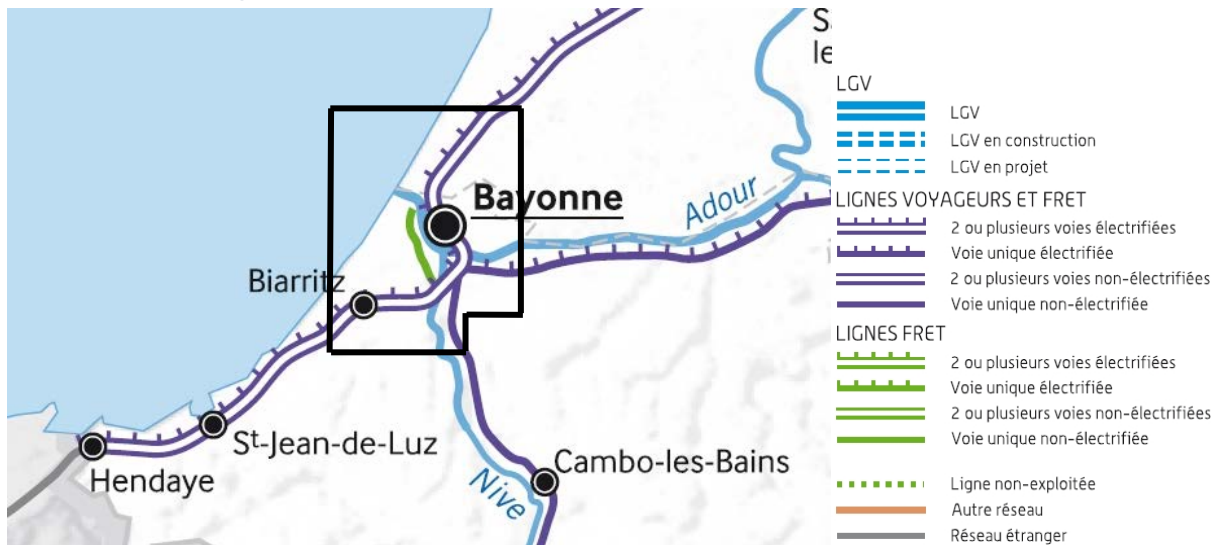 S
le
Bayonne
Adour
Biarritz
St-Jean-de-Luz
Hendaye
Cambo-les-Bains
Nive
LGV
LGV
LGV en construction
LGV en projet
LIGNES VOYAGEURS ET FRET
2 ou plusieurs voies électrifiées
Voie unique électrifiée
2 ou plusieurs voies non-électrifiées
Voie unique non-électrifiée
LIGNES FRET
2 ou plusieurs voies électrifiées
Voie unique électrifiée
2 ou plusieurs voies non-électrifiées
Voie unique non-électrifiée
Ligne non-exploitée
Autre réseau
Réseau étranger